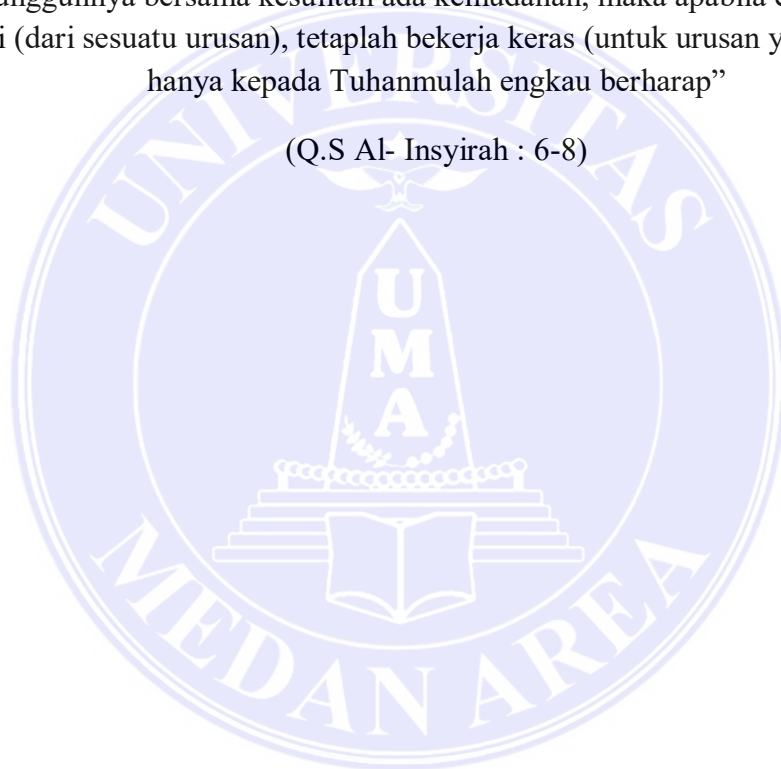 bersama kesulitan ada kemudahan, maka apabila
(dari sesuatu urusan), tetaplah bekerja keras (untuk urusan
hanya kepada Tuhanmulah engkau berharap”
(Q.S Al- Insyirah : 6-8)
UNIVERSITAS
U
M
A
MEDAN AREA